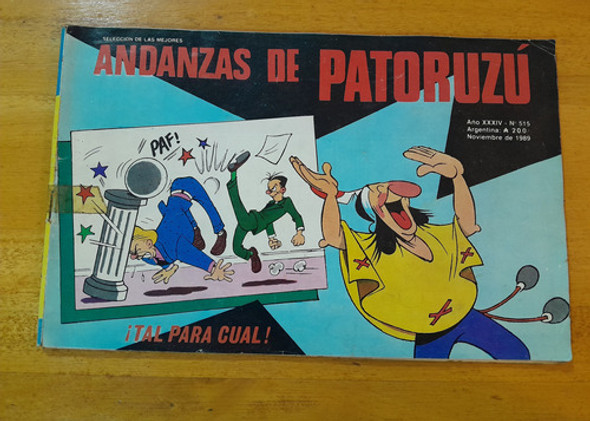 SELECCION DE LAS MEJORES
ANDANZAS DE PATORUZÚ
Año XXXIV - Nº 515
Argentina: A 200.-
Noviembre de 1989
PAF!
¡TAL PARA CUAL!